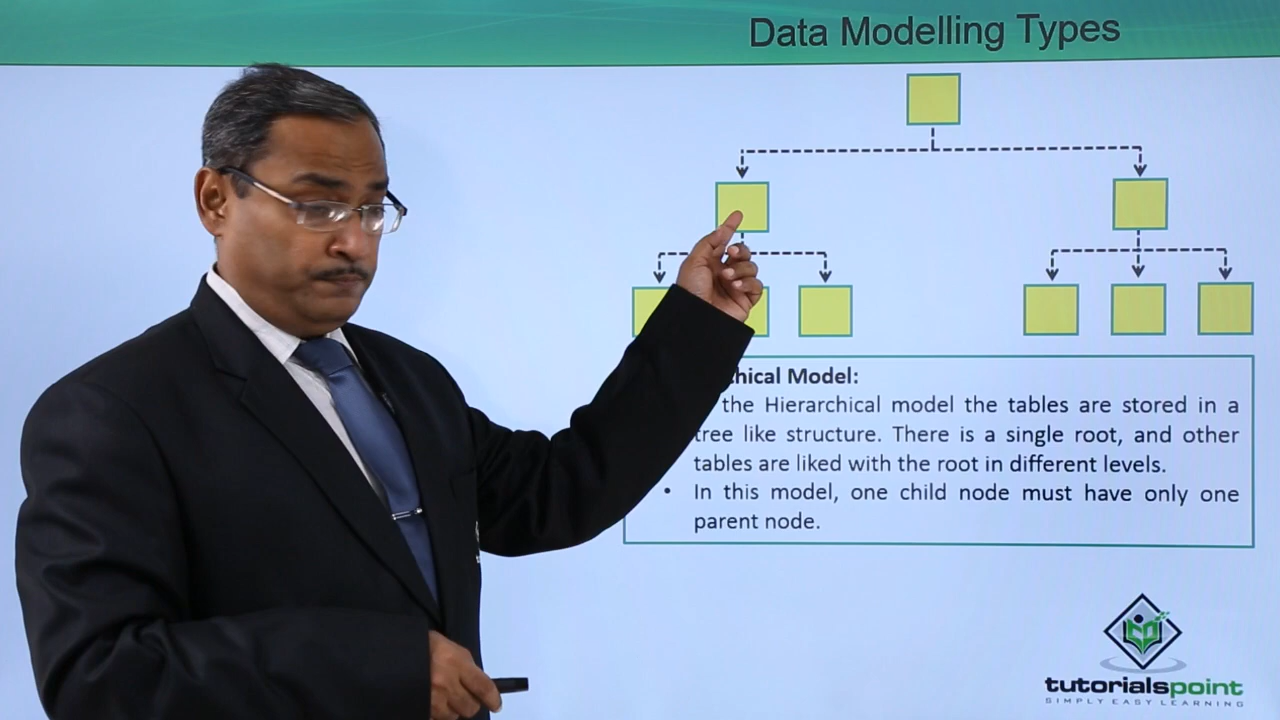 Data Modelling Types
chical Model:
the Hierarchical model the tables are stored in a
tree like structure. There is a single root, and other
tables are liked with the root in different levels.
• In this model, one child node must have only one
parent node.
tutorialspoint
SIMPLY EASY LEARNING